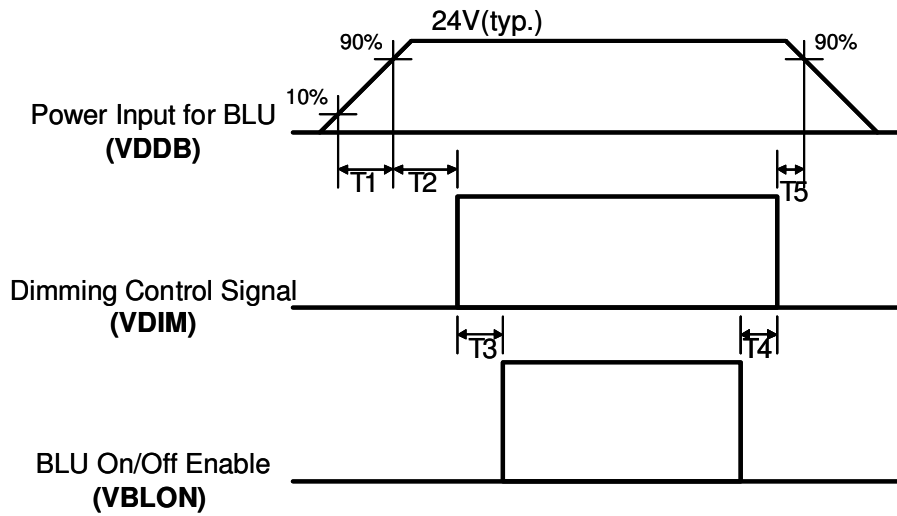 24V(typ.)
90%
90%
10%
Power Input for BLU
(VDDB)
T1
T2
T5
Dimming Control Signal
(VDIM)
T3
T4
BLU On/Off Enable
(VBLON)